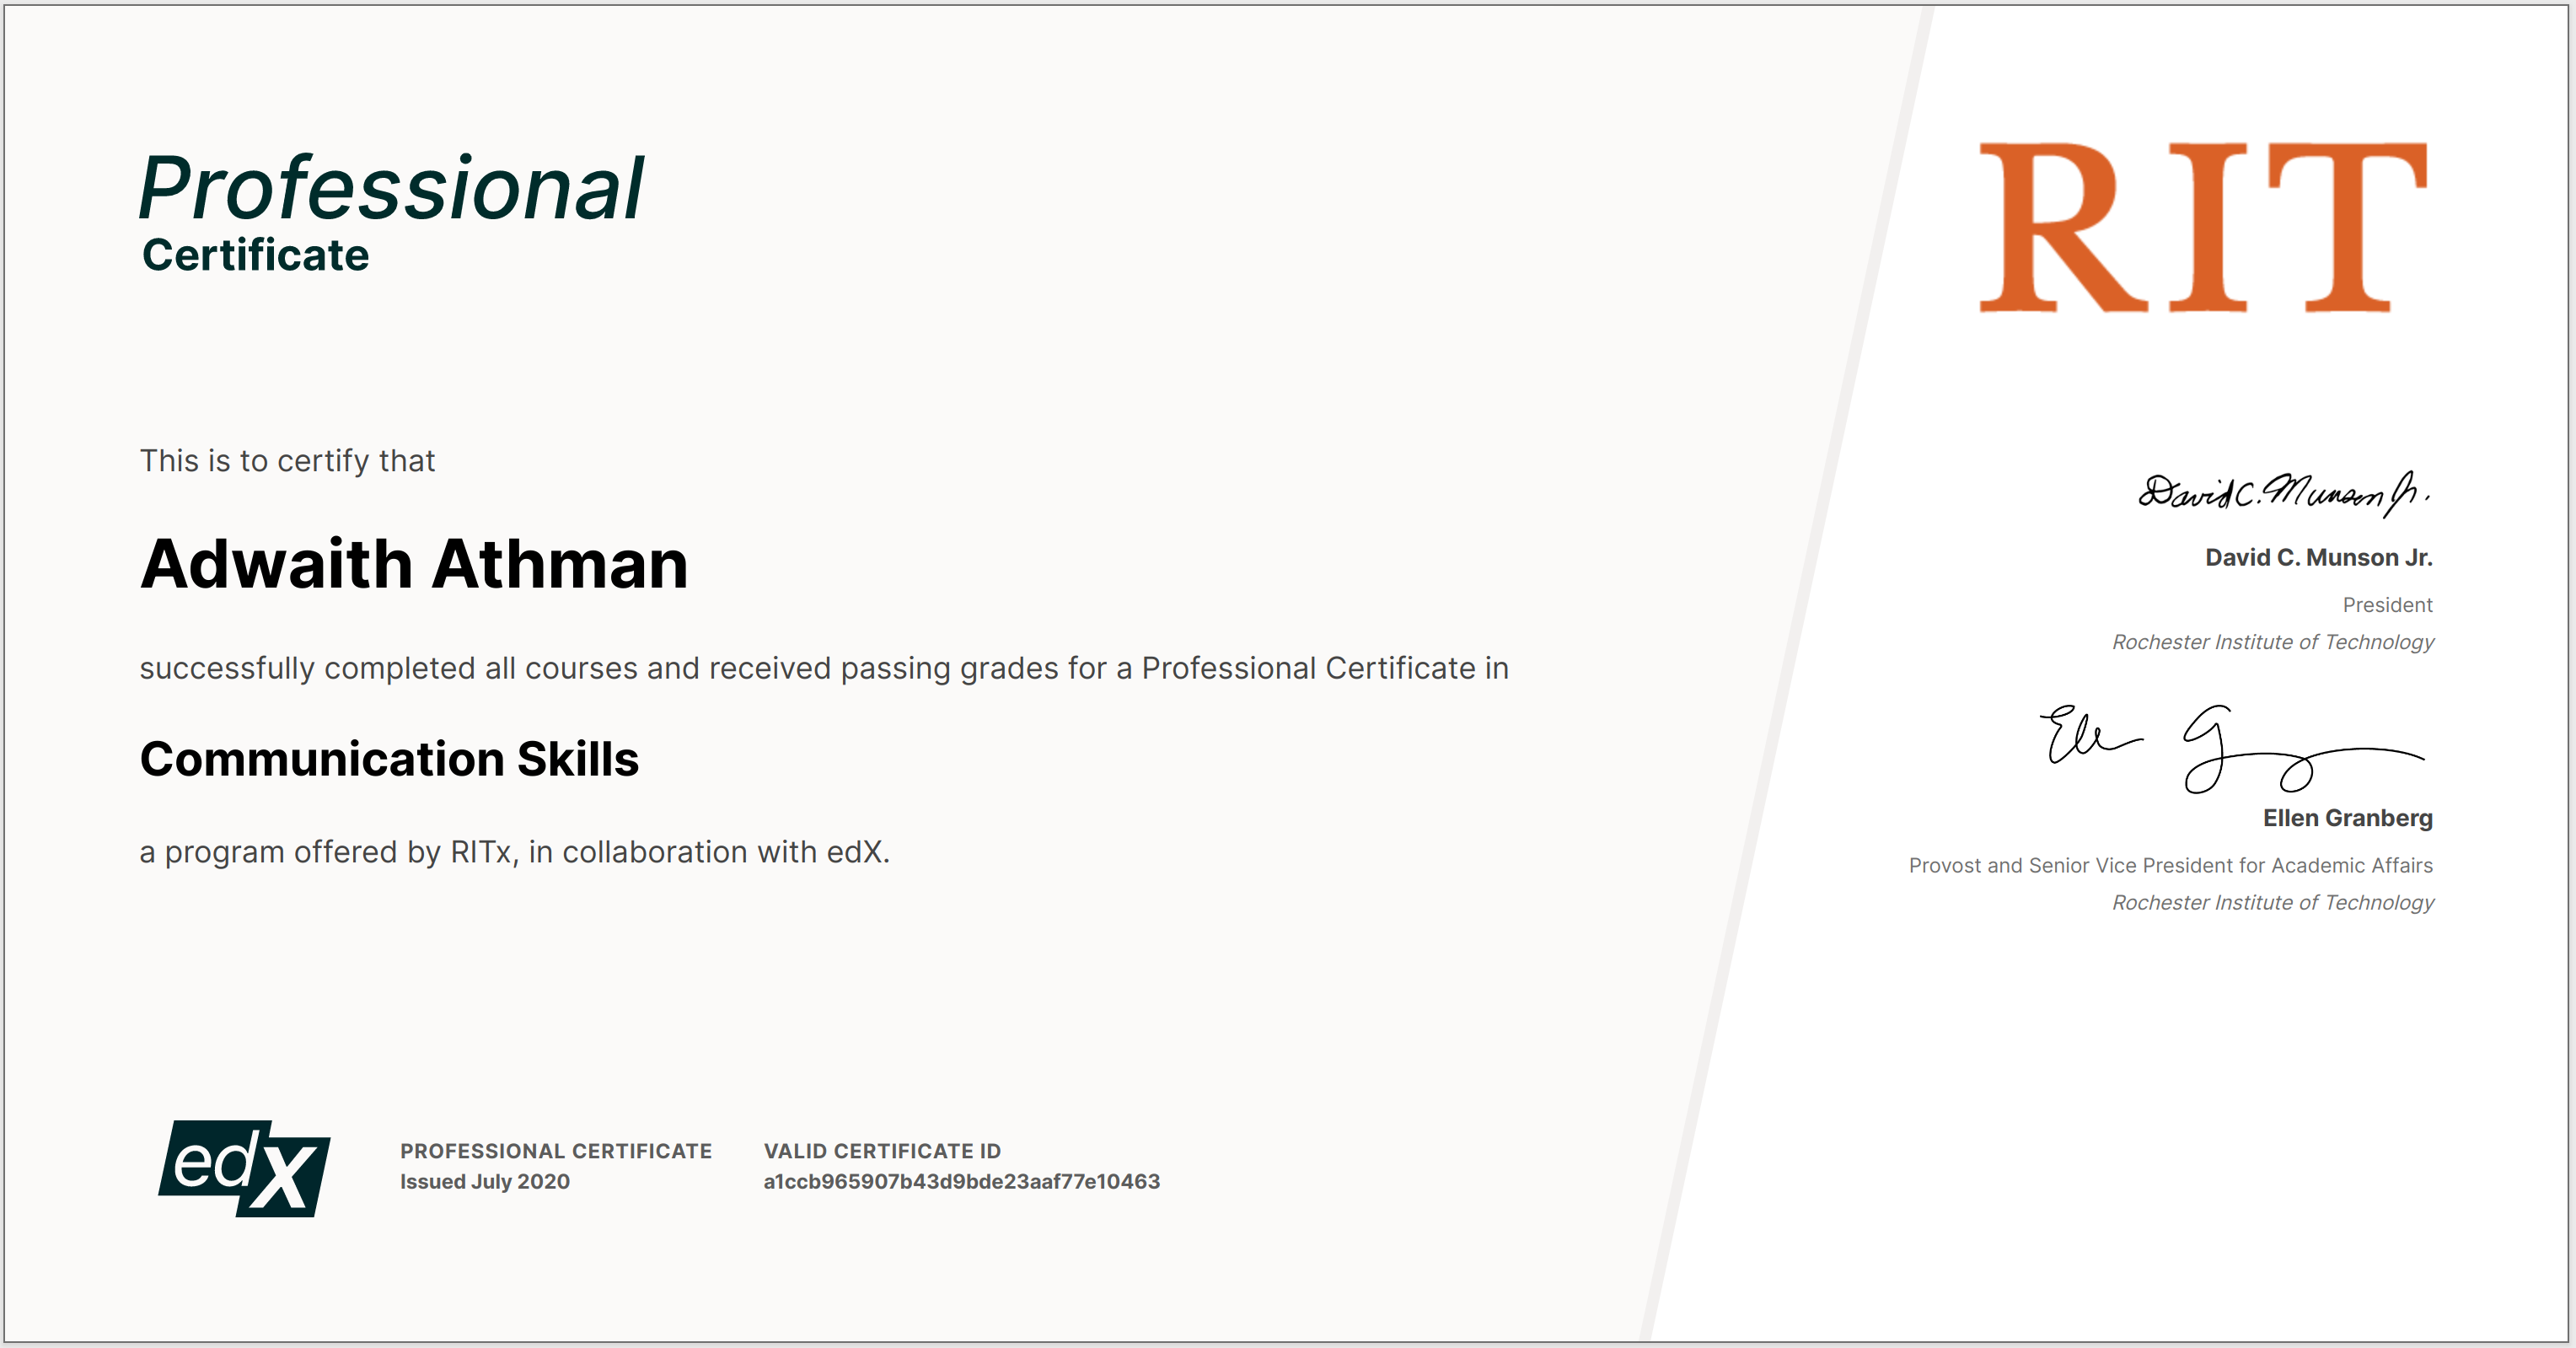 Professional
Certificate
This is to certify that
Adwaith Athman
successfully completed all courses and received passing grades for a Professional Certificate in
Communication Skills
a program offered by RITx, in collaboration with edX.
edX
PROFESSIONAL CERTIFICATE
Issued July 2020
VALID CERTIFICATE ID
a1ccb965907b43d9bde23aaf77e10463
RIT
David C. Munson Jr.
David C. Munson Jr.
President
Rochester Institute of Technology
Ellen Granberg
Provost and Senior Vice President for Academic Affairs
Rochester Institute of Technology